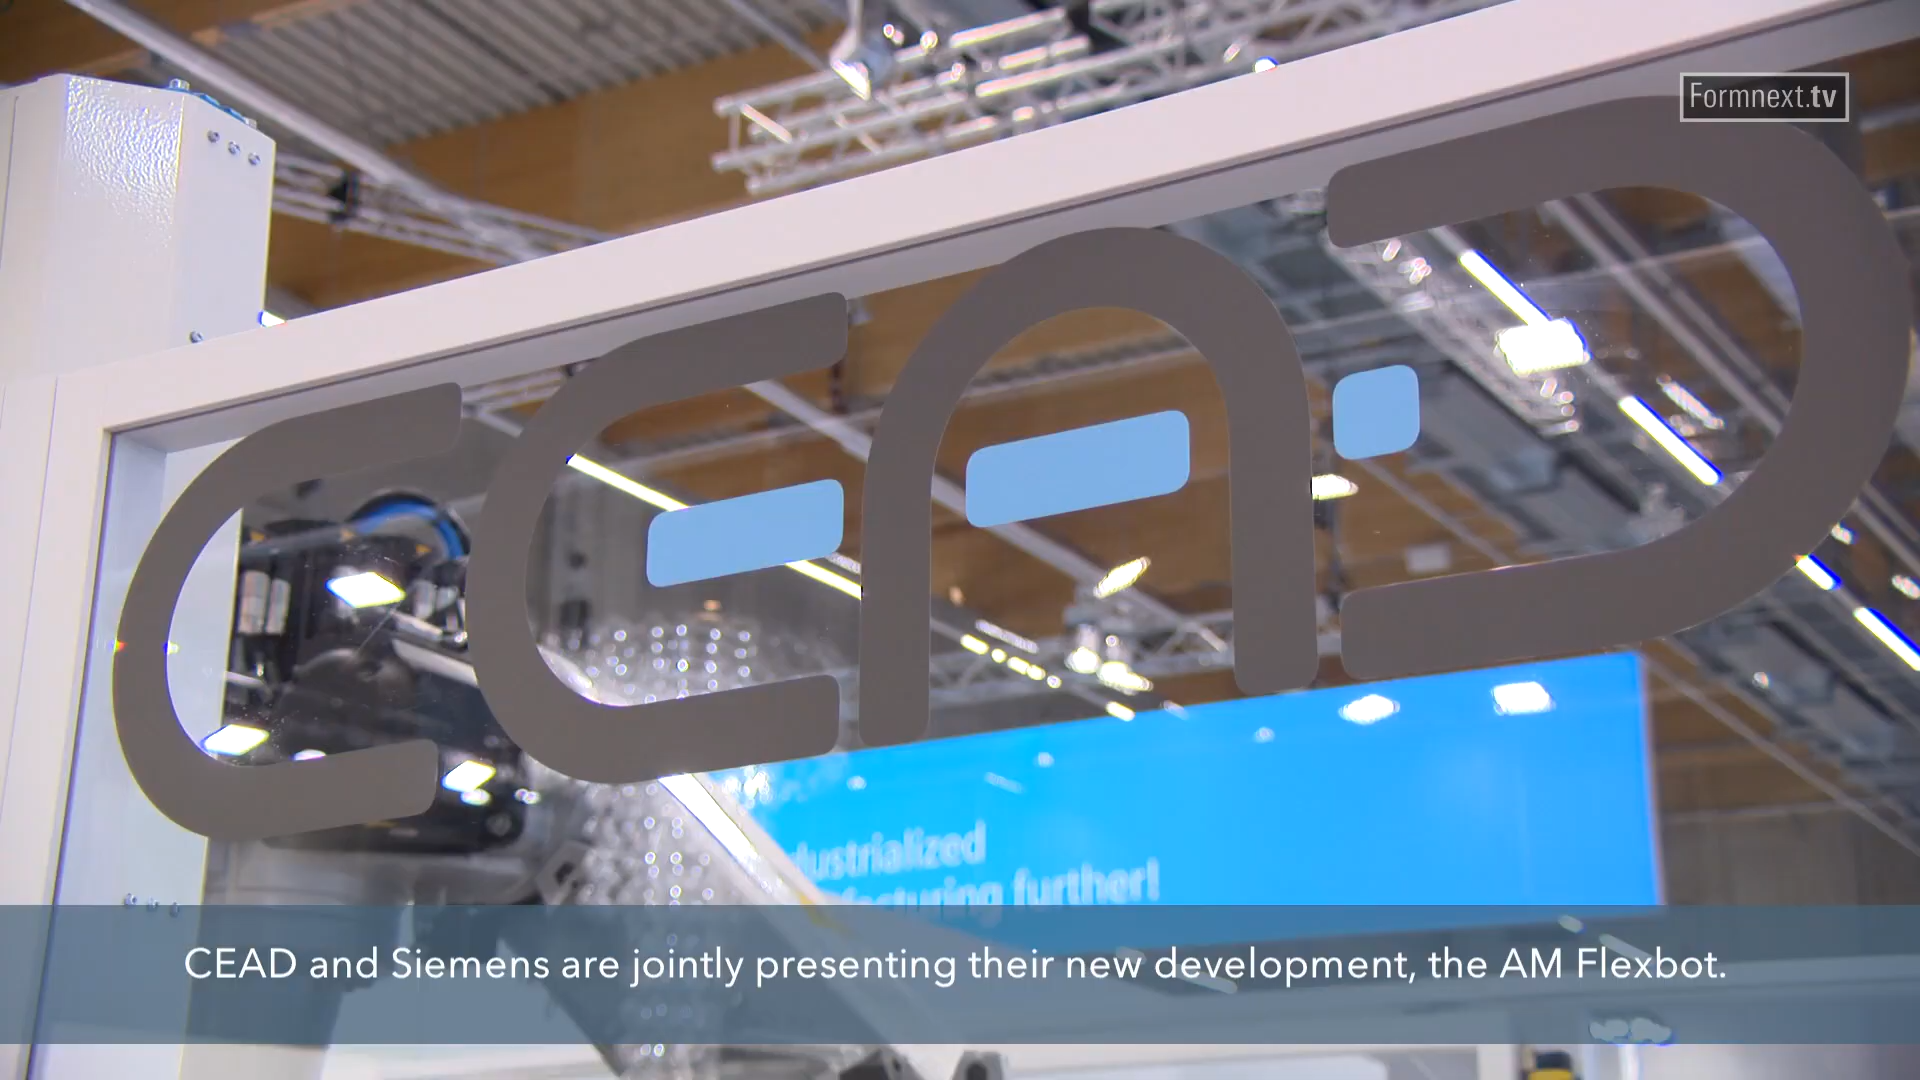 Formnext.tv
CEAD
further!
CEAD and Siemens are jointly presenting their new development, the AM Flexbot.